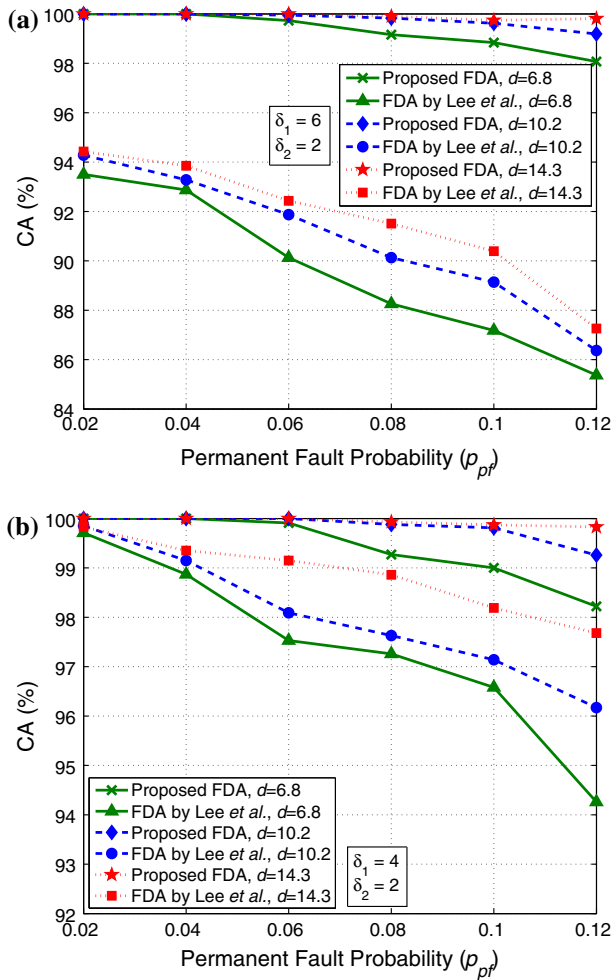 (a)
100
98
96
94
92
90
88
86
84
CA (%)
Proposed FDA, d=6.8
FDA by Lee et al., d=6.8
Proposed FDA, d=10.2
FDA by Lee et al., d=10.2
Proposed FDA, d=14.3
FDA by Lee et al., d=14.3
δ1 = 6
δ2 = 2
0.02 0.04 0.06 0.08 0.1 0.12
Permanent Fault Probability (ppf)
(b)
100
99
98
97
96
95
94
93
92
CA (%)
Proposed FDA, d=6.8
FDA by Lee et al., d=6.8
Proposed FDA, d=10.2
FDA by Lee et al., d=10.2
Proposed FDA, d=14.3
FDA by Lee et al., d=14.3
δ1 = 4
δ2 = 2
0.02 0.04 0.06 0.08 0.1 0.12
Permanent Fault Probability (ppf)